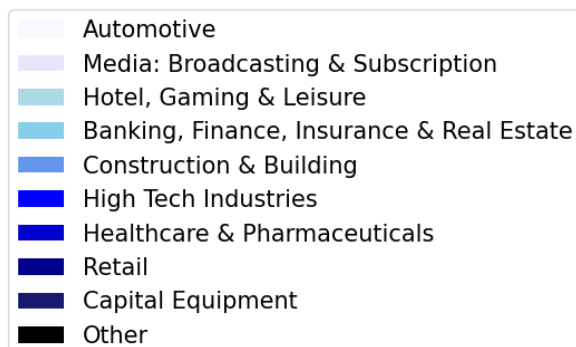 Automotive
Media: Broadcasting & Subscription
Hotel, Gaming & Leisure
Banking, Finance, Insurance & Real Estate
Construction & Building
High Tech Industries
Healthcare & Pharmaceuticals
Retail
Capital Equipment
Other